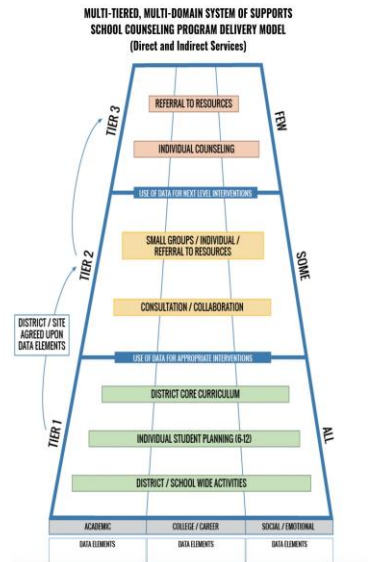 MULTI-TIERED, MULTI-DOMAIN SYSTEM OF SUPPORTS
SCHOOL COUNSELING PROGRAM DELIVERY MODEL
(Direct and Indirect Services)
TIER 3
REFERRAL TO RESOURCES
FEW
INDIVIDUAL COUNSELING
USE OF DATA FOR NEXT LEVEL INTERVENTIONS
TIER 2
SMALL GROUPS / INDIVIDUAL /
REFERRAL TO RESOURCES
SOME
CONSULTATION / COLLABORATION
DISTRICT / SITE
AGREED UPON
DATA ELEMENTS
USE OF DATA FOR APPROPRIATE INTERVENTIONS
TIER 1
DISTRICT CORE CURRICULUM
INDIVIDUAL STUDENT PLANNING (6-12)
ALL
DISTRICT / SCHOOL WIDE ACTIVITIES
ACADEMIC
COLLEGE / CAREER
SOCIAL / EMOTIONAL
DATA ELEMENTS
DATA ELEMENTS
DATA ELEMENTS